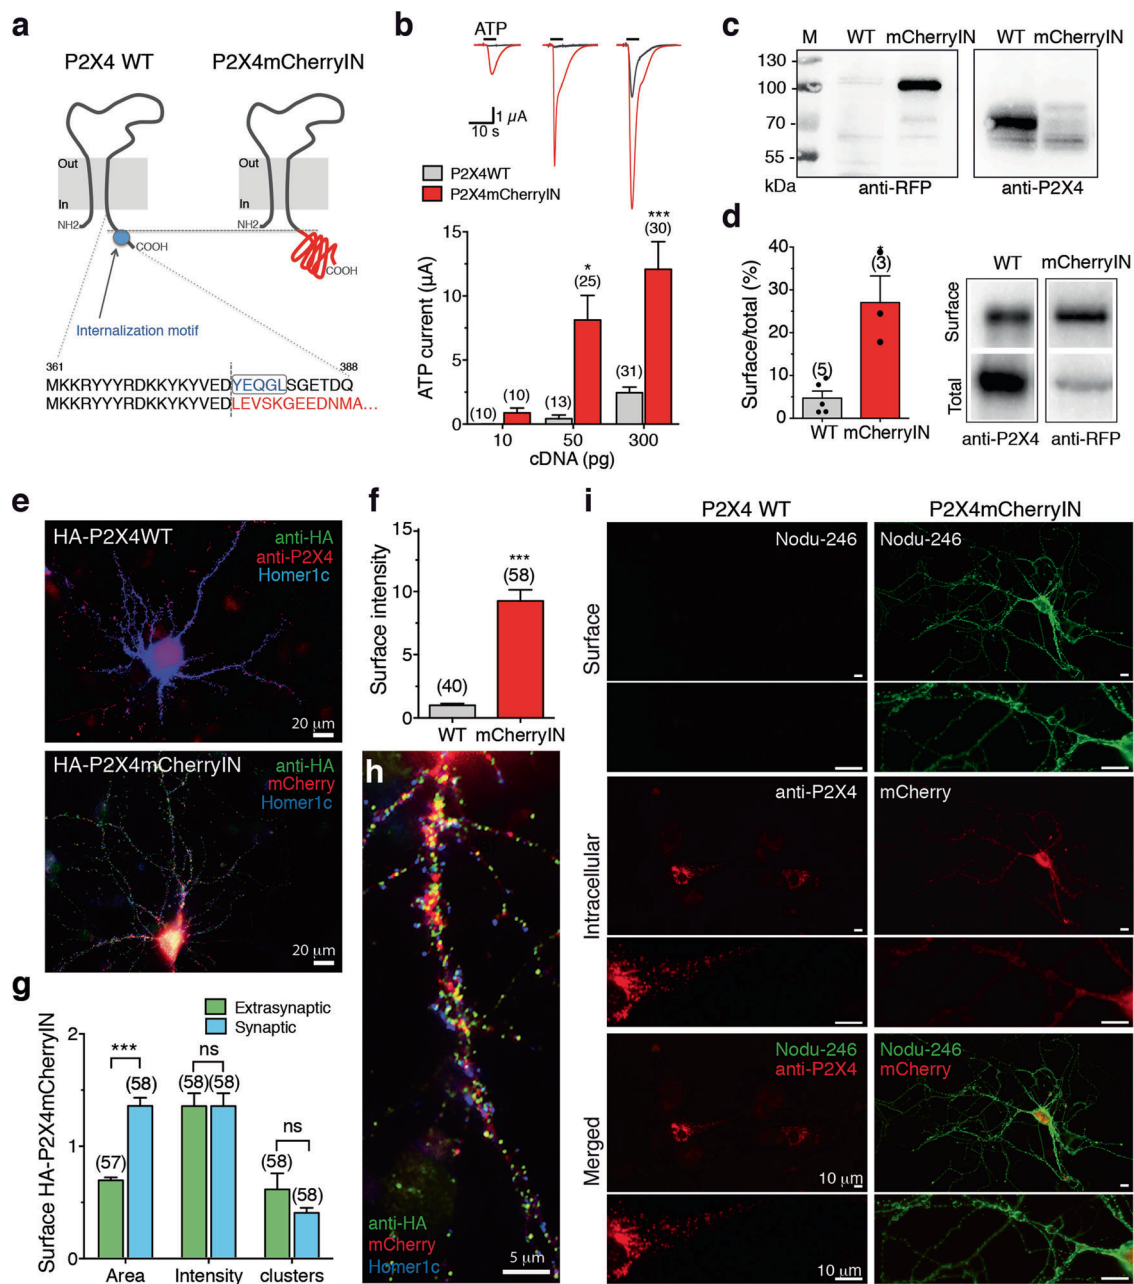 a
P2X4 WT
P2X4mCherryIN
Out
In
NH2
COOH
Out
In
NH2
COOH
Internalization motif
361
388
MKKRYYYRDKKYKYVEDYEQGLSGETDQ
MKKRYYYRDKKYKYVEDLEVSKGEEDNMA...
b
ATP
1 µA
10 s
P2X4WT
P2X4mCherryIN
ATP current (µA)
15
10
5
0
(10)
(10)
(13)
*
(25)
(31)
***
(30)
10
50
300
cDNA (pg)
c
M
WT
mCherryIN
WT
mCherryIN
130
100
70
55
kDa
anti-RFP
anti-P2X4
d
Surface/total (%)
40
30
20
10
0
(5)
*
(3)
WT
mCherryIN
WT
mCherryIN
Surface
Total
anti-P2X4
anti-RFP
e
HA-P2X4WT
anti-HA
anti-P2X4
Homer1c
20 µm
HA-P2X4mCherryIN
anti-HA
mCherry
Homer1c
20 µm
f
Surface intensity
15
10
5
0
(40)
***
(58)
WT
mCherryIN
g
Extrasynaptic
Synaptic
Surface HA-P2X4mCherryIN
2
1
0
***
(57)
(58)
ns
(58)
(58)
ns
(58)
(58)
Area
Intensity
clusters
h
anti-HA
mCherry
Homer1c
5 µm
i
P2X4 WT
P2X4mCherryIN
Surface
Nodu-246
Nodu-246
Intracellular
anti-P2X4
mCherry
Merged
Nodu-246
anti-P2X4
10 µm
Nodu-246
mCherry
10 µm